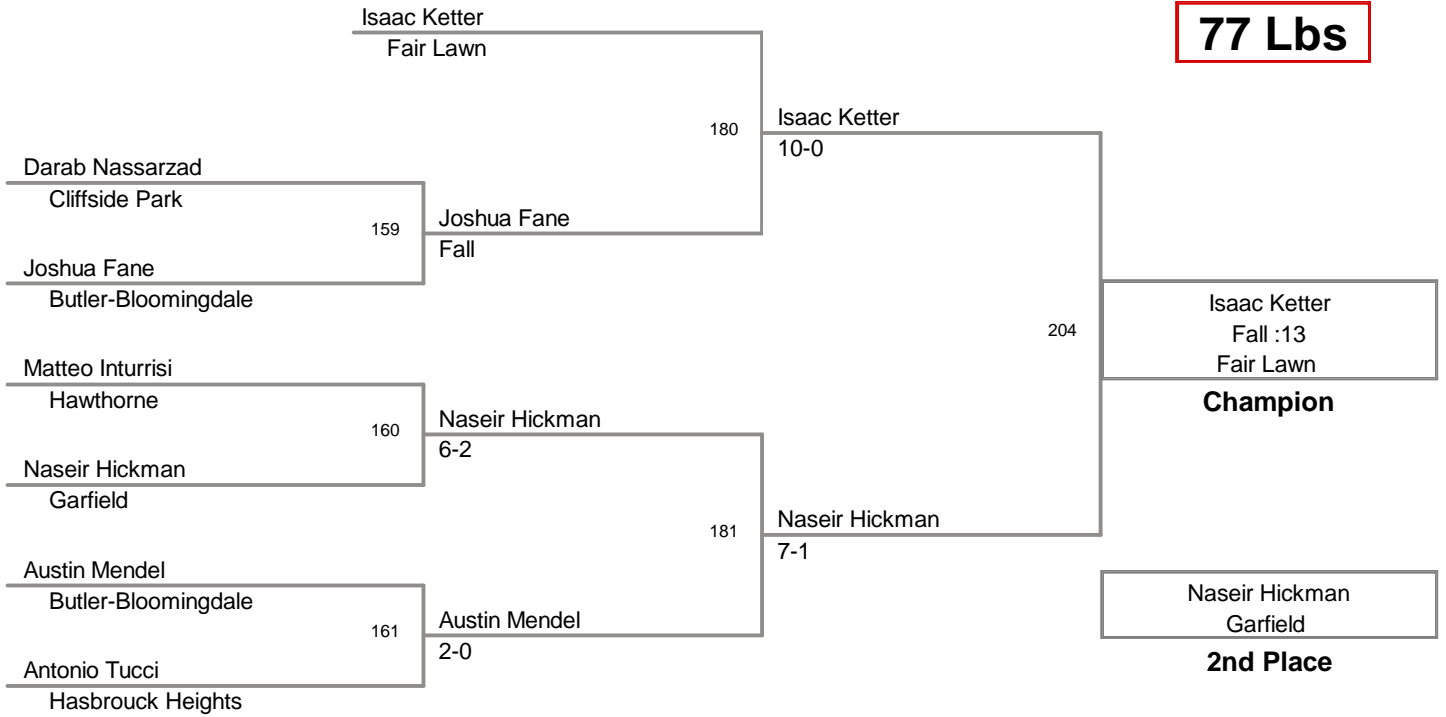 Isaac Ketter
Fair Lawn
77 Lbs
180
Isaac Ketter
10-0
Darab Nassarzad
Cliffside Park
159
Joshua Fane
Fall
Joshua Fane
Butler-Bloomingdale
204
Isaac Ketter
Fall :13
Fair Lawn
Champion
Matteo Inturrisi
Hawthorne
160
Naseir Hickman
6-2
Naseir Hickman
Garfield
181
Naseir Hickman
7-1
Austin Mendel
Butler-Bloomingdale
161
Austin Mendel
2-0
Antonio Tucci
Hasbrouck Heights
Naseir Hickman
Garfield
2nd Place